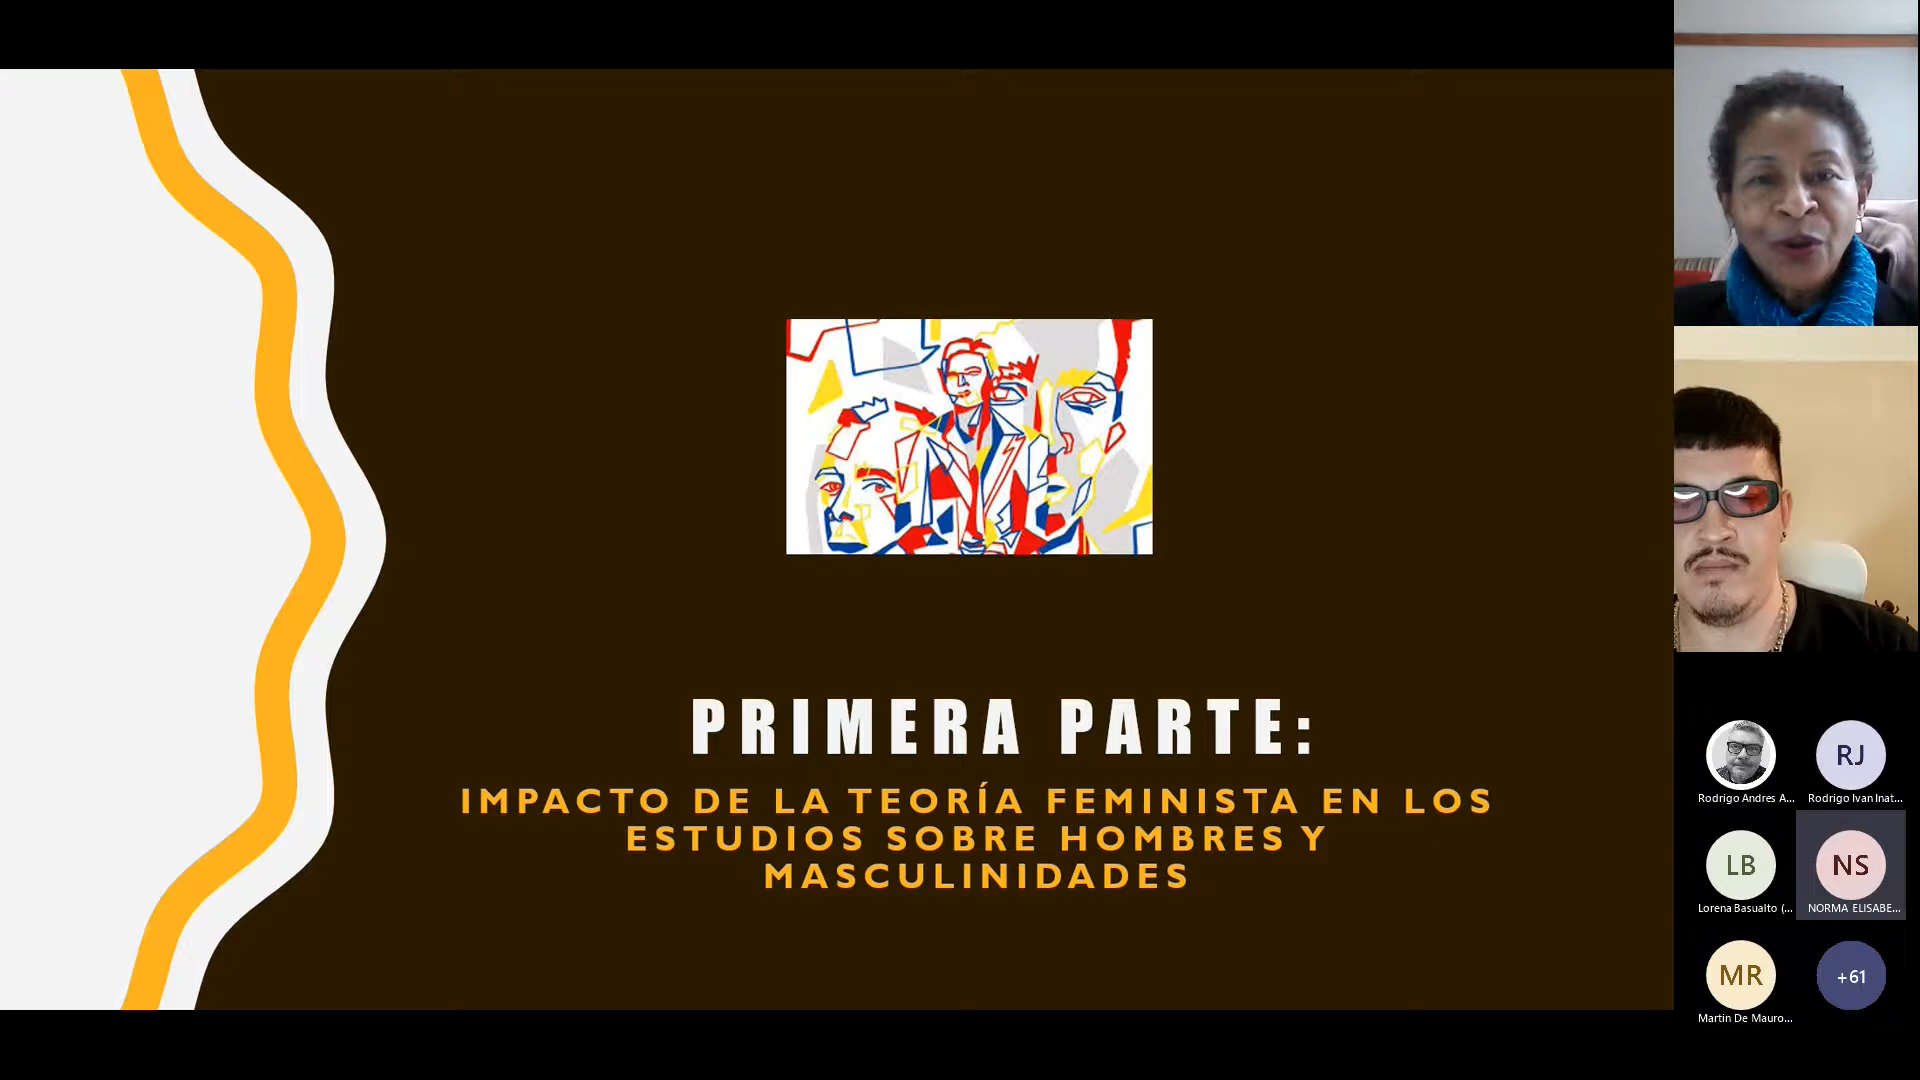 PRIMERA PARTE:
IMPACTO DE LA TEORÍA FEMINISTA EN LOS
ESTUDIOS SOBRE HOMBRES Y
MASCULINIDADES
RJ
Rodrigo Andres A...
Rodrigo Ivan Inat...
LB
NS
Lorena Basualto (...
NORMA ELISABE...
MR
+61
Martin De Mauro...